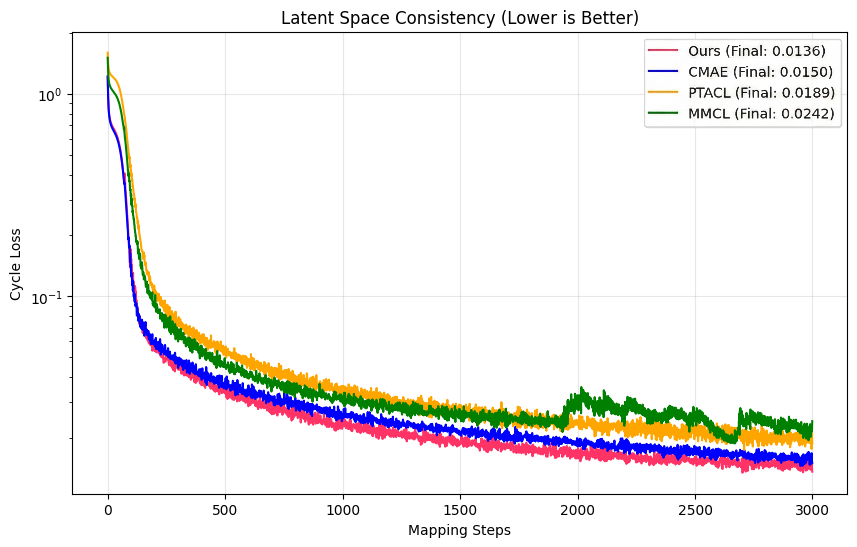 Latent Space Consistency (Lower is Better)
Ours (Final: 0.0136)
CMAE (Final: 0.0150)
PTACL (Final: 0.0189)
MMCL (Final: 0.0242)
Cycle Loss
10⁰
10⁻¹
0 500 1000 1500 2000 2500 3000
Mapping Steps